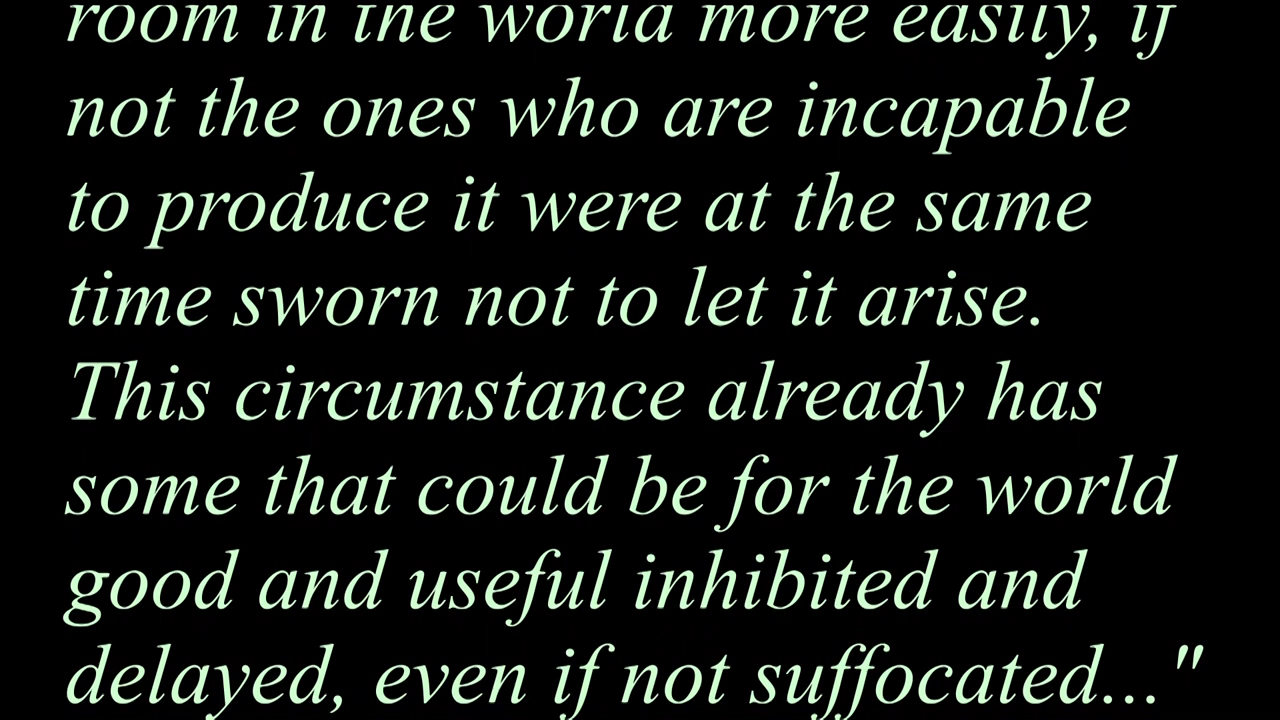 room in the world more easily, if
not the ones who are incapable
to produce it were at the same
time sworn not to let it arise.
This circumstance already has
some that could be for the world
good and useful inhibited and
delayed, even if not suffocated..."